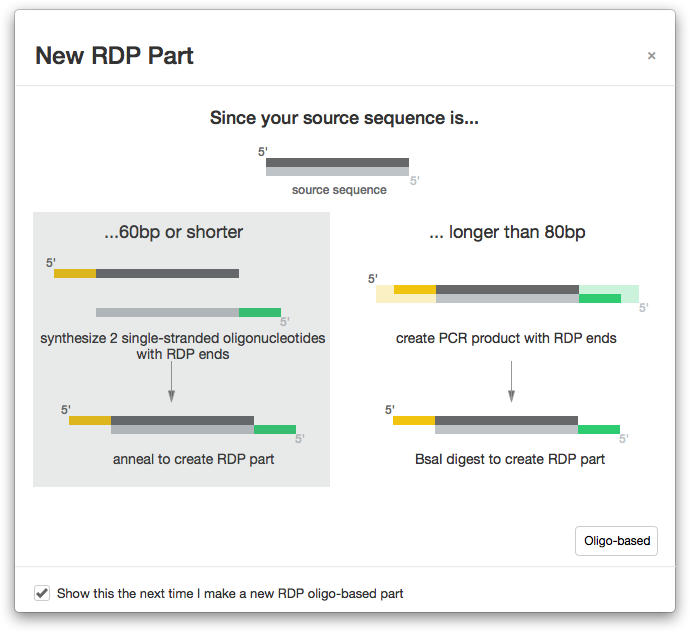 New RDP Part
×
Since your source sequence is...
5'
5'
source sequence
...60bp or shorter
5'
5'
synthesize 2 single-stranded oligonucleotides
with RDP ends
5'
5'
anneal to create RDP part
... longer than 80bp
5'
5'
create PCR product with RDP ends
5'
5'
BsaI digest to create RDP part
Oligo-based
Show this the next time I make a new RDP oligo-based part